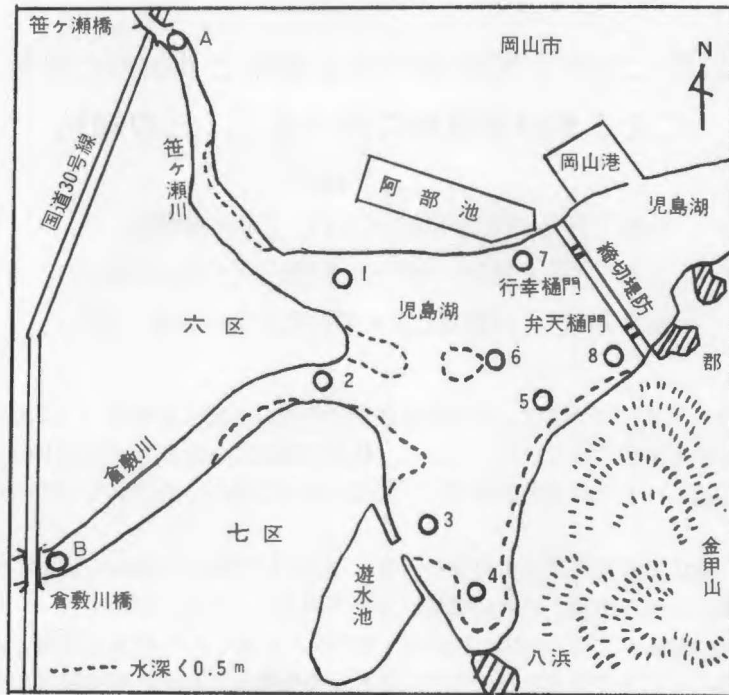 笹ヶ瀬橋
A
岡山市
N
国道30号線
笹ヶ瀬川
阿部池
岡山港
児島湖
締切堤防
7
1
行幸樋門
児島湖
六区
弁天樋門
6
8
郡
2
5
倉敷川
3
七区
B
4
金甲山
遊水池
倉敷川橋
八浜
水深く0.5m